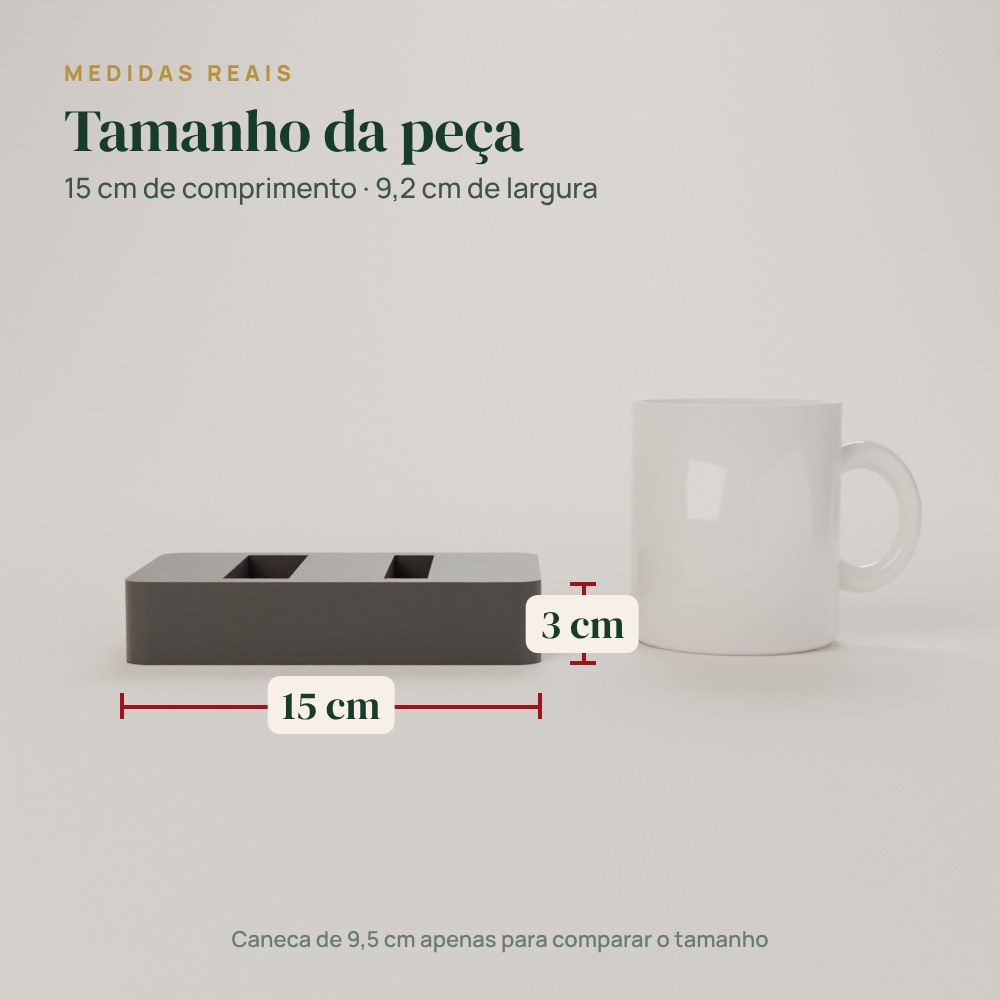 MEDIDAS REAIS
Tamanho da peça
15 cm de comprimento · 9,2 cm de largura
3 cm
15 cm
Caneca de 9,5 cm apenas para comparar o tamanho